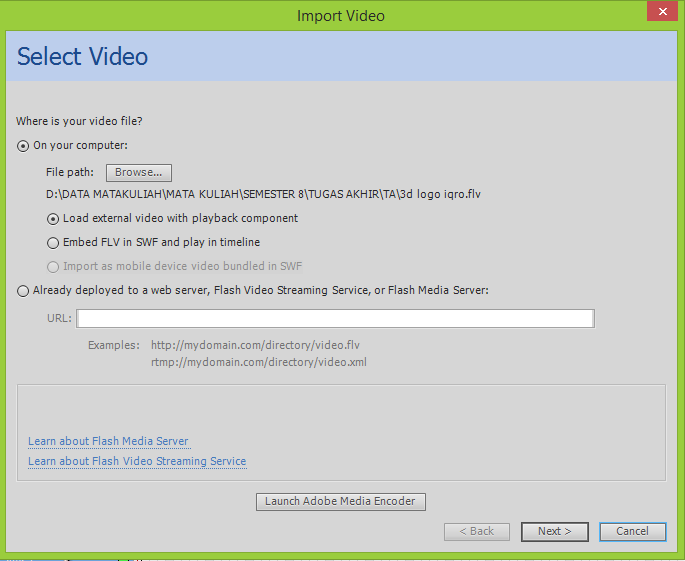 Import Video
Select Video
Where is your video file?
On your computer:
File path: Browse...
D:\DATA MATAKULIAH\MATA KULIAH\SEMESTER 8\TUGAS AKHIR\TA\3d logo iqro.flv
Load external video with playback component
Embed FLV in SWF and play in timeline
Import as mobile device video bundled in SWF
Already deployed to a web server, Flash Video Streaming Service, or Flash Media Server:
URL:
Examples: http://mydomain.com/directory/video.flv
rtmp://mydomain.com/directory/video.xml
Learn about Flash Media Server
Learn about Flash Video Streaming Service
Launch Adobe Media Encoder
< Back Next > Cancel